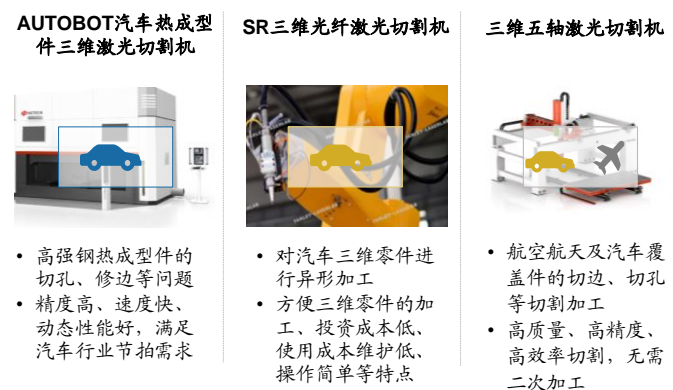 AUTOBOT汽车热成型
件三维激光切割机
• 高强钢热成型件的
切孔、修边等问题
• 精度高、速度快、
动态性能好，满足
汽车行业节拍需求
SR三维光纤激光切割机
• 对汽车三维零件进
行异形加工
• 方便三维零件的加
工、投资成本低、
使用成本维护低、
操作简单等特点
三维五轴激光切割机
• 航空航天及汽车覆
盖件的切边、切孔
等切割加工
• 高质量、高精度、
高效率切割，无需
二次加工